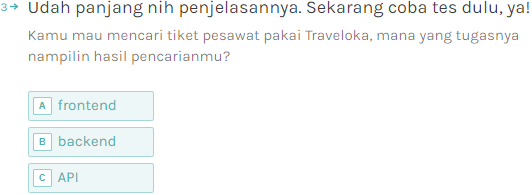 3→ Udah panjang nih penjelasannya. Sekarang coba tes dulu, ya!
Kamu mau mencari tiket pesawat pakai Traveloka, mana yang tugasnya
nampilin hasil pencarianmu?
A frontend
B backend
C API